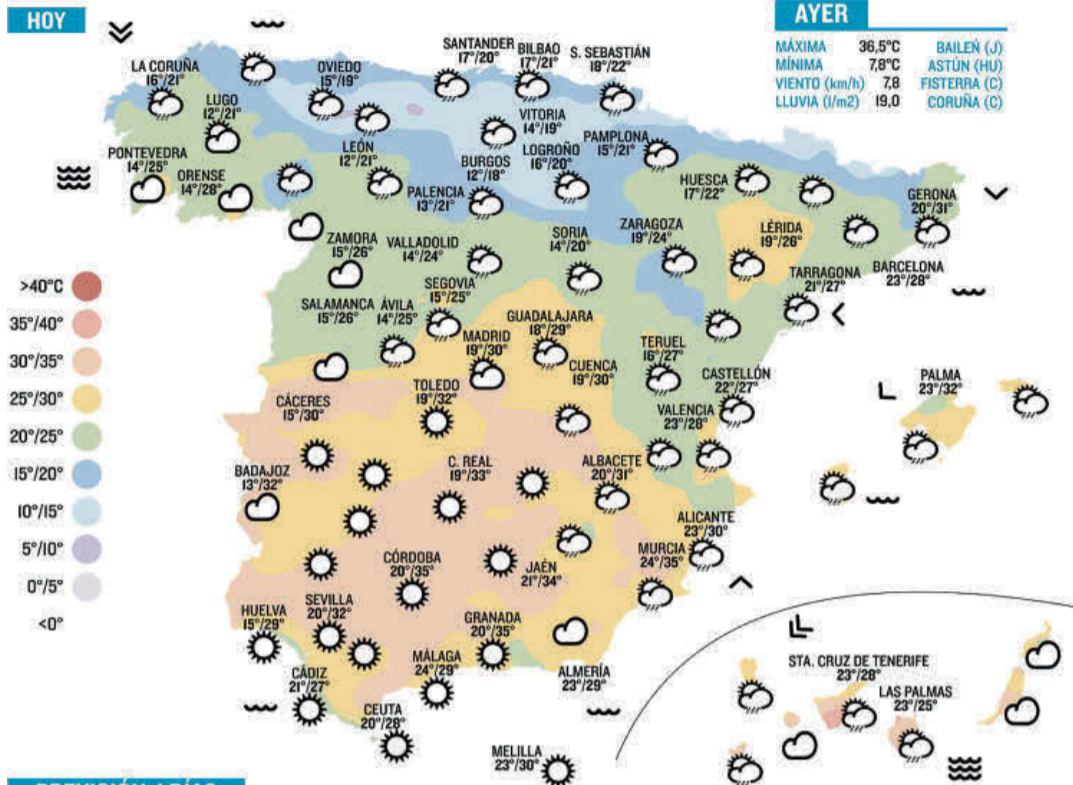 HOY
AYER
MÁXIMA 36,5°C BAILEN (J)
MÍNIMA 7,8°C ASTÚN (HU)
VIENTO (km/h) 7,8 FISTERRA (C)
LLUVIA (l/m2) 19,0 CORUÑA (C)
SANTANDER
17°/20°
BILBAO
17°/21°
S. SEBASTIÁN
18°/22°
LA CORUÑA
16°/21°
OVIEDO
15°/19°
LUGO
12°/21°
VITORIA
14°/19°
PAMPLONA
15°/21°
PONTEVEDRA
14°/25°
ORENSE
14°/28°
LEÓN
12°/21°
BURGOS
12°/18°
LOGROÑO
16°/20°
HUESCA
17°/22°
GERONA
20°/31°
PALENCIA
13°/21°
ZAMORA
15°/26°
VALLADOLID
14°/24°
SORIA
14°/20°
ZARAGOZA
19°/24°
LÉRIDA
19°/26°
BARCELONA
23°/28°
TARRAGONA
21°/27°
SEGOVIA
15°/25°
SALAMANCA
15°/26°
ÁVILA
14°/25°
GUADALAJARA
18°/29°
MADRID
19°/30°
TERUEL
16°/27°
CUENCA
19°/30°
CASTELLÓN
22°/27°
PALMA
23°/32°
TOLEDO
19°/32°
CÁCERES
15°/30°
VALENCIA
23°/28°
BADAJOZ
13°/32°
C. REAL
19°/33°
ALBACETE
20°/31°
ALICANTE
23°/30°
MURCIA
24°/35°
CÓRDOBA
20°/35°
JAÉN
21°/34°
HUELVA
15°/29°
SEVILLA
20°/32°
GRANADA
20°/35°
CÁDIZ
21°/27°
MÁLAGA
24°/29°
ALMERÍA
23°/29°
CEUTA
20°/28°
MELILLA
23°/30°
STA. CRUZ DE TENERIFE
23°/28°
LAS PALMAS
23°/25°
>40°C
35°/40°
30°/35°
25°/30°
20°/25°
15°/20°
10°/15°
5°/10°
0°/5°
<0°